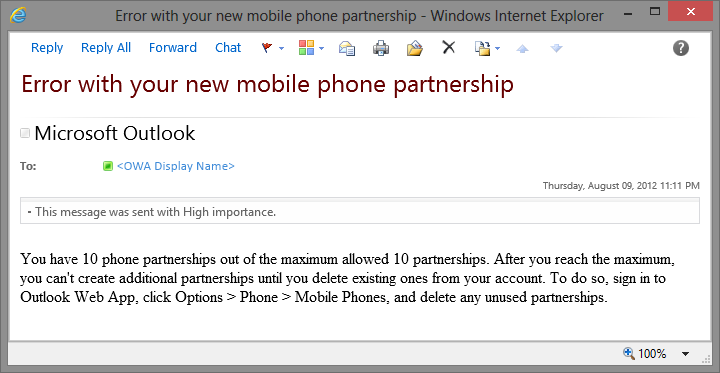 Error with your new mobile phone partnership - Windows Internet Explorer
Reply Reply All Forward Chat
Error with your new mobile phone partnership
Microsoft Outlook
To: <OWA Display Name>
Thursday, August 09, 2012 11:11 PM
- This message was sent with High importance.
You have 10 phone partnerships out of the maximum allowed 10 partnerships. After you reach the maximum,
you can't create additional partnerships until you delete existing ones from your account. To do so, sign in to
Outlook Web App, click Options > Phone > Mobile Phones, and delete any unused partnerships.
100%